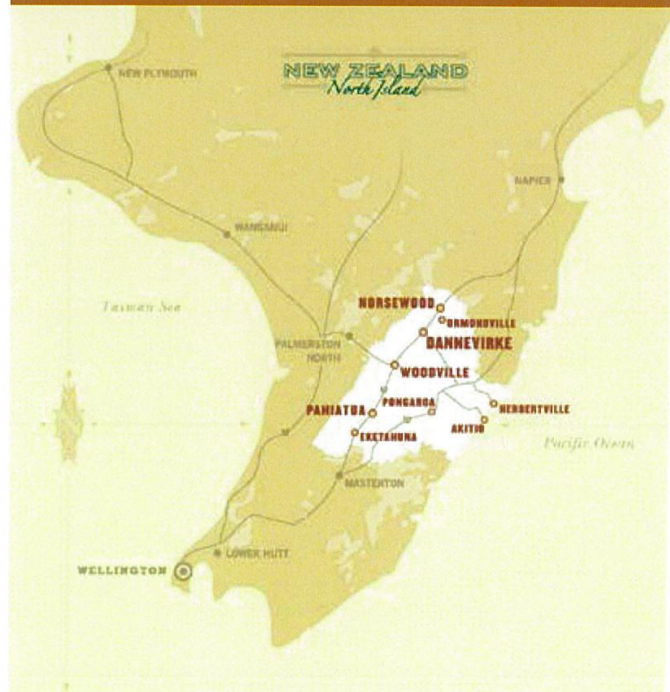 NEW ZEALAND
North Island
NEW PLYMOUTH
NAPIER
WANGANUI
Tasman Sea
NORSEWOOD
ORMONDVILLE
DANNEVIRKE
PALMERSTON
NORTH
WOODVILLE
PONGAROA
HERBERTVILLE
PAHIATUA
AKITIO
EKETAHUNA
Pacific Ocean
MASTERTON
LOWER HUTT
WELLINGTON